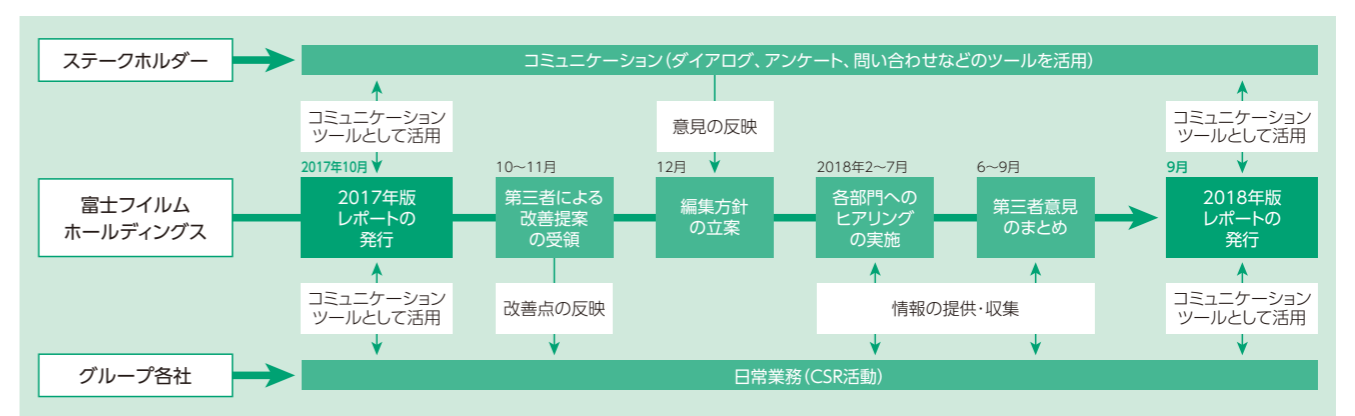 ステークホルダー
コミュニケーション(ダイアログ、アンケート、問い合わせなどのツールを活用)
コミュニケーション
ツールとして活用
意見の反映
コミュニケーション
ツールとして活用
富士フイルム
ホールディングス
2017年10月
2017年版
レポートの
発行
10〜11月
第三者による
改善提案
の受領
12月
編集方針
の立案
2018年2〜7月
各部門への
ヒアリング
の実施
6〜9月
第三者意見
のまとめ
9月
2018年版
レポートの
発行
コミュニケーション
ツールとして活用
改善点の反映
情報の提供・収集
コミュニケーション
ツールとして活用
グループ各社
日常業務(CSR活動)